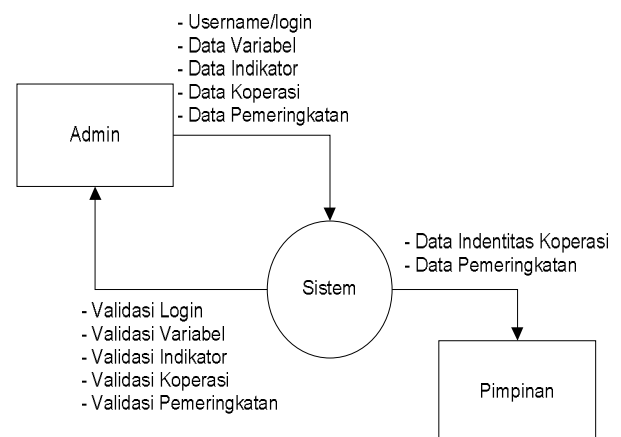 - Username/login
- Data Variabel
- Data Indikator
- Data Koperasi
- Data Pemeringkatan
Admin
- Data Indentitas Koperasi
- Data Pemeringkatan
Sistem
- Validasi Login
- Validasi Variabel
- Validasi Indikator
- Validasi Koperasi
- Validasi Pemeringkatan
Pimpinan